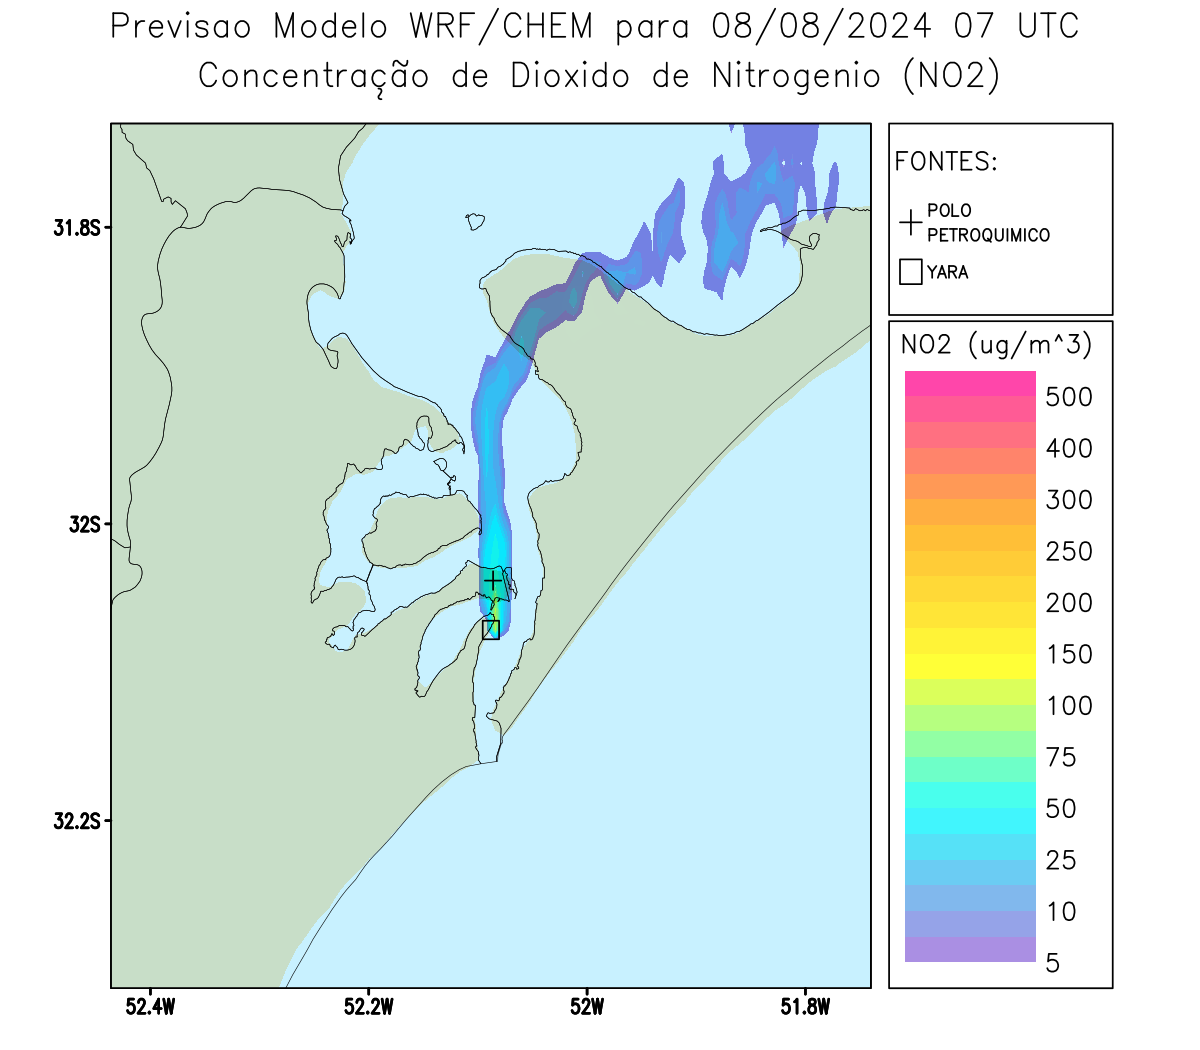 Previsao Modelo WRF/CHEM para 08/08/2024 07 UTC
Concentração de Dioxido de Nitrogenio (NO2)
FONTES:
POLO
PETROQUIMICO
YARA
NO2 (ug/m^3)
500
400
300
250
200
150
100
75
50
25
10
5
31.8S
32S
32.2S
52.4W
52.2W
52W
51.8W